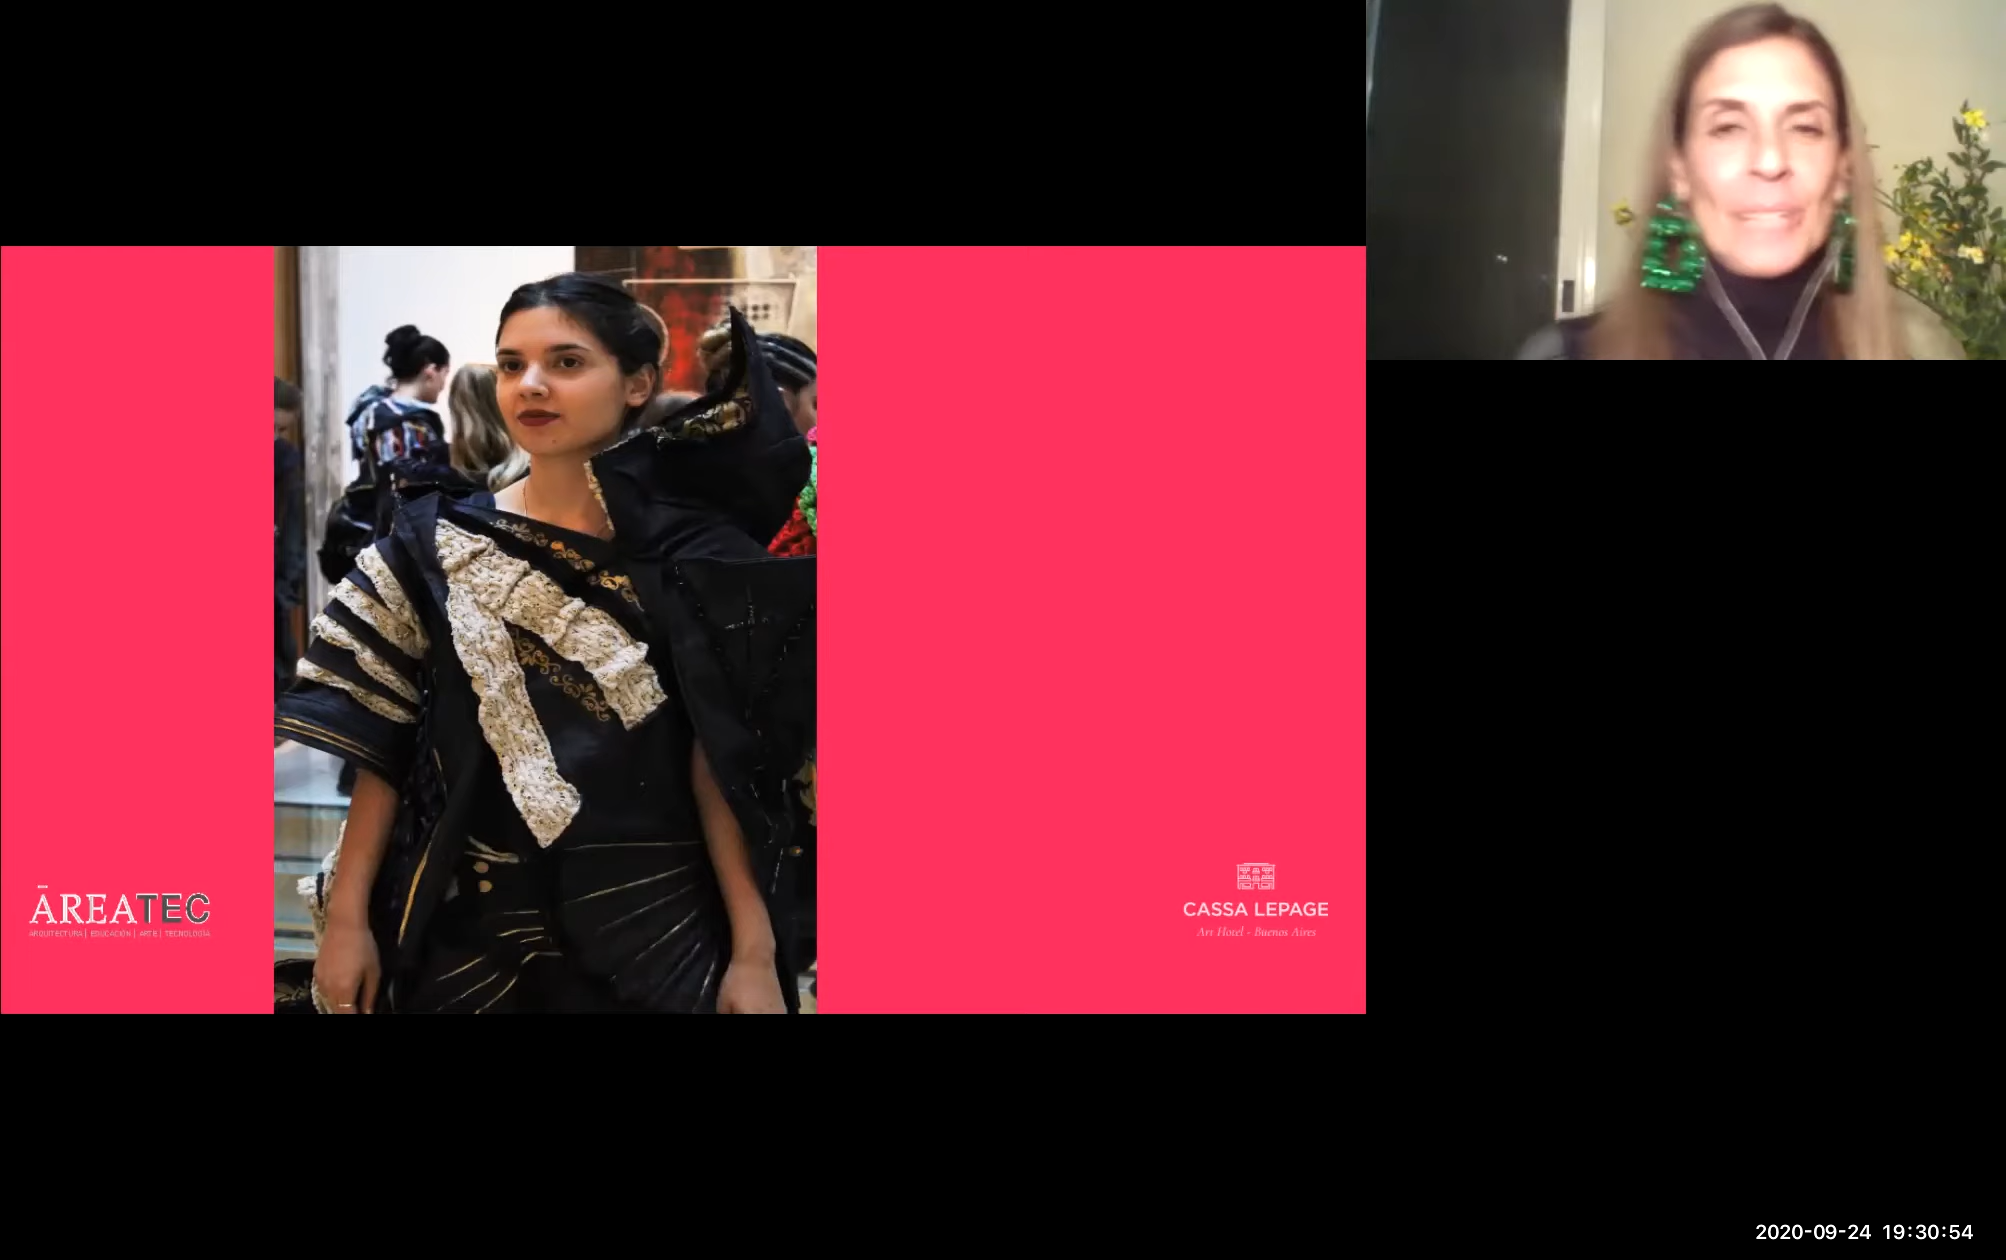 ĀREATEC
ARQUITECTURA | EDUCACIÓN | ARTE | TECNOLOGÍA
CASSA LEPAGE
Art Hotel - Buenos Aires
2020-09-24 19:30:54